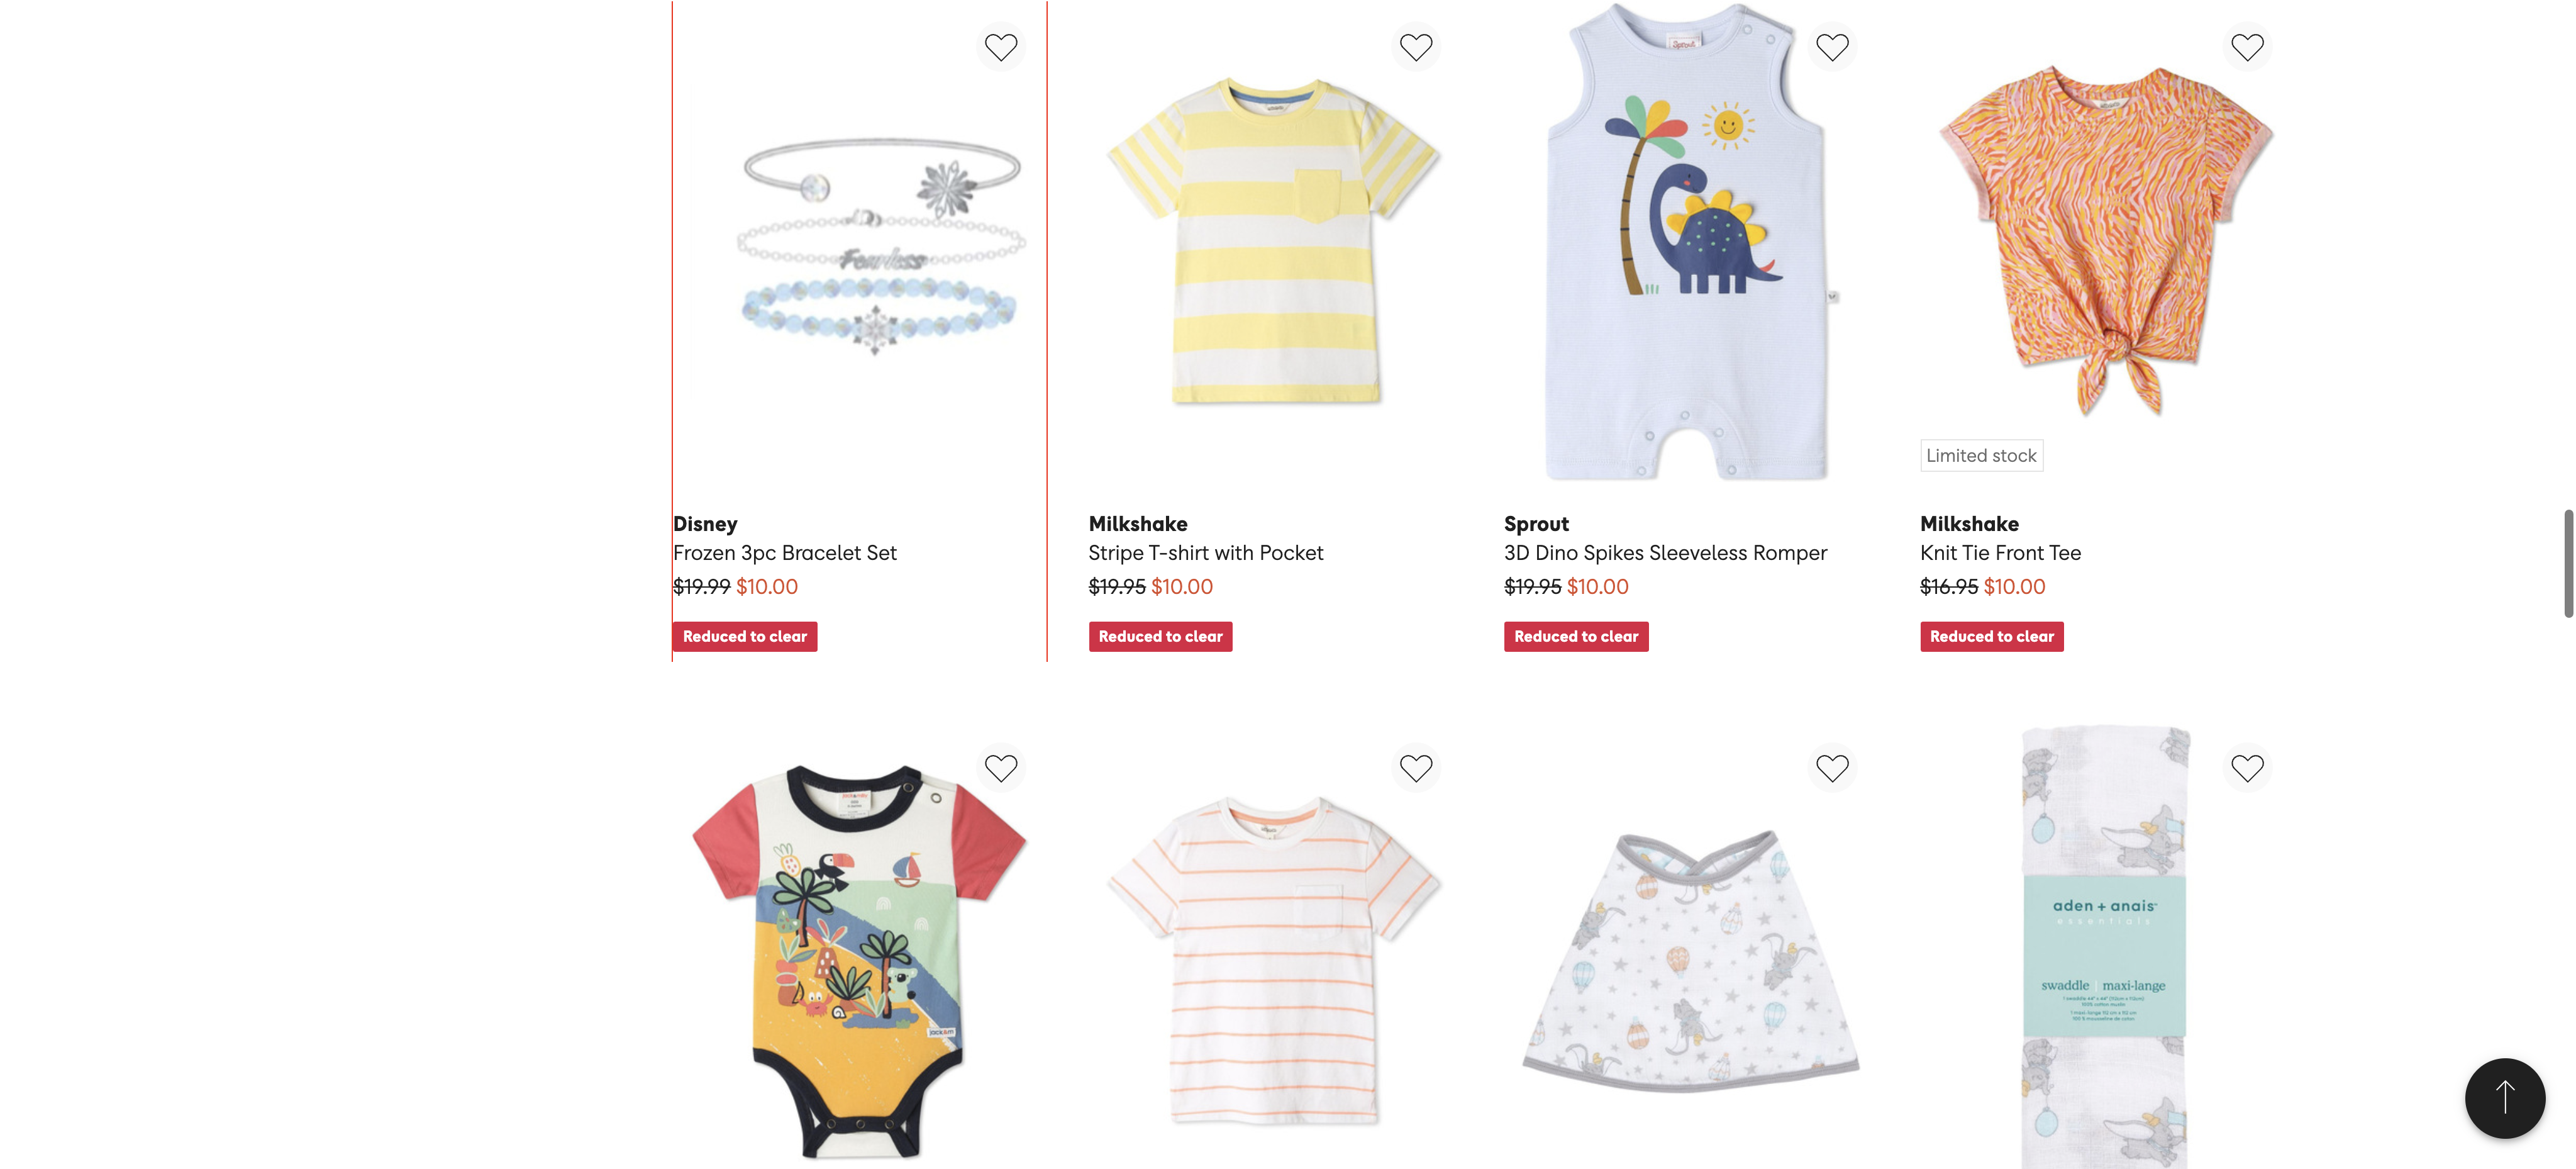 Sprout
Fearless
Limited stock
Disney
Frozen 3pc Bracelet Set
$19.99 $10.00
Reduced to clear
Milkshake
Stripe T-shirt with Pocket
$19.95 $10.00
Reduced to clear
Sprout
3D Dino Spikes Sleeveless Romper
$19.95 $10.00
Reduced to clear
Milkshake
Knit Tie Front Tee
$16.95 $10.00
Reduced to clear
aden + anais
essentials
swaddle | maxi-lange